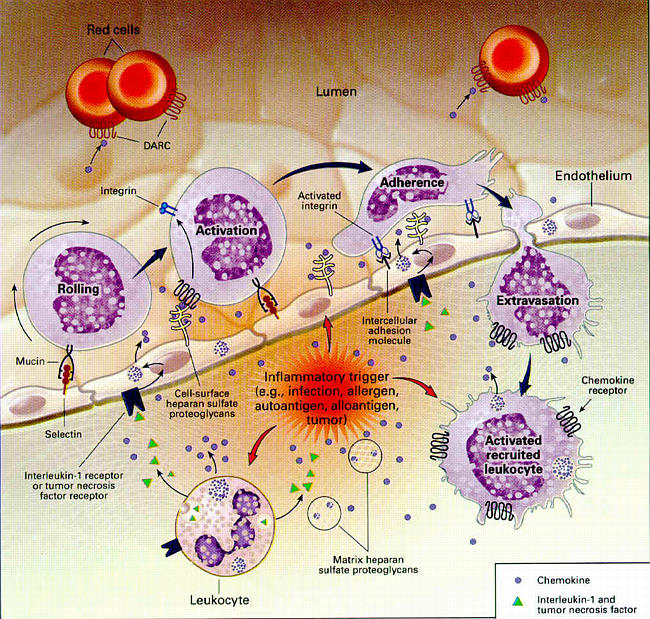 Red cells
Lumen
DARC
Integrin
Activated
integrin
Adherence
Endothelium
Activation
Rolling
Extravasation
Mucin
Intercellular
adhesion
molecule
Selectin
Cell-surface
heparan sulfate
proteoglycans
Inflammatory trigger
(e.g., infection, allergen,
autoantigen, alloantigen,
tumor)
Chemokine
receptor
Activated
recruited
leukocyte
Interleukin-1 receptor
or tumor necrosis
factor receptor
Matrix heparan
sulfate proteoglycans
Leukocyte
Chemokine
Interleukin-1 and
tumor necrosis factor